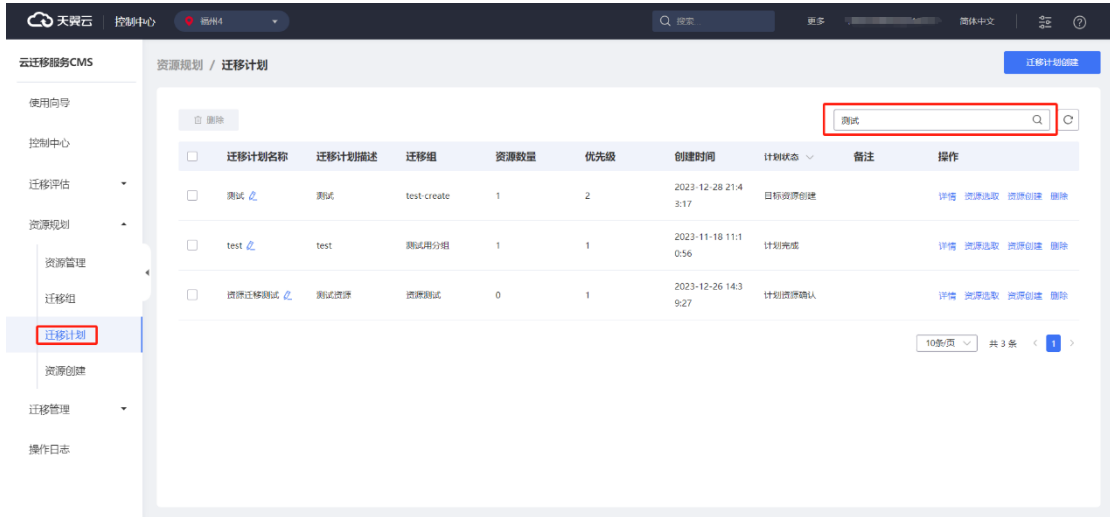 天翼云 控制中心 福州4 搜索 更多 简体中文
云迁移服务CMS
资源规划 / 迁移计划
迁移计划创建
使用向导
控制中心
迁移评估
资源规划
资源管理
迁移组
迁移计划
资源创建
迁移管理
操作日志
删除
测试
迁移计划名称 迁移计划描述 迁移组 资源数量 优先级 创建时间 计划状态 备注 操作
测试 测试 test-create 1 2 2023-12-28 21:4 目标资源创建 详情 资源选取 资源创建 删除
3:17
test test 测试用分组 1 1 2023-11-18 11:1 计划完成 详情 资源选取 资源创建 删除
0:56
资源迁移测试 测试资源 资源测试 0 1 2023-12-26 14:3 计划资源确认 详情 资源选取 资源创建 删除
9:27
10条/页 共 3 条 1